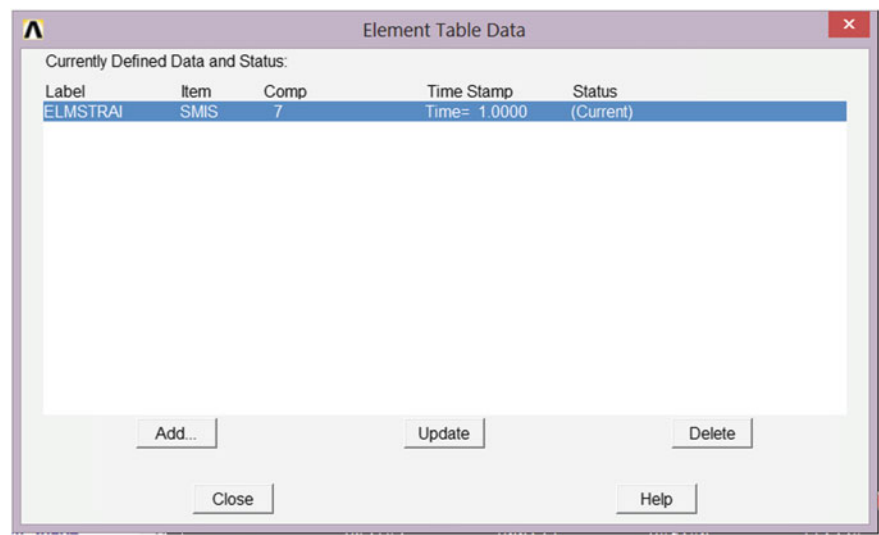 Element Table Data
Currently Defined Data and Status:
Label Item Comp Time Stamp Status
ELMSTRAI SMIS 7 Time= 1.0000 (Current)
Add... Update Delete
Close Help